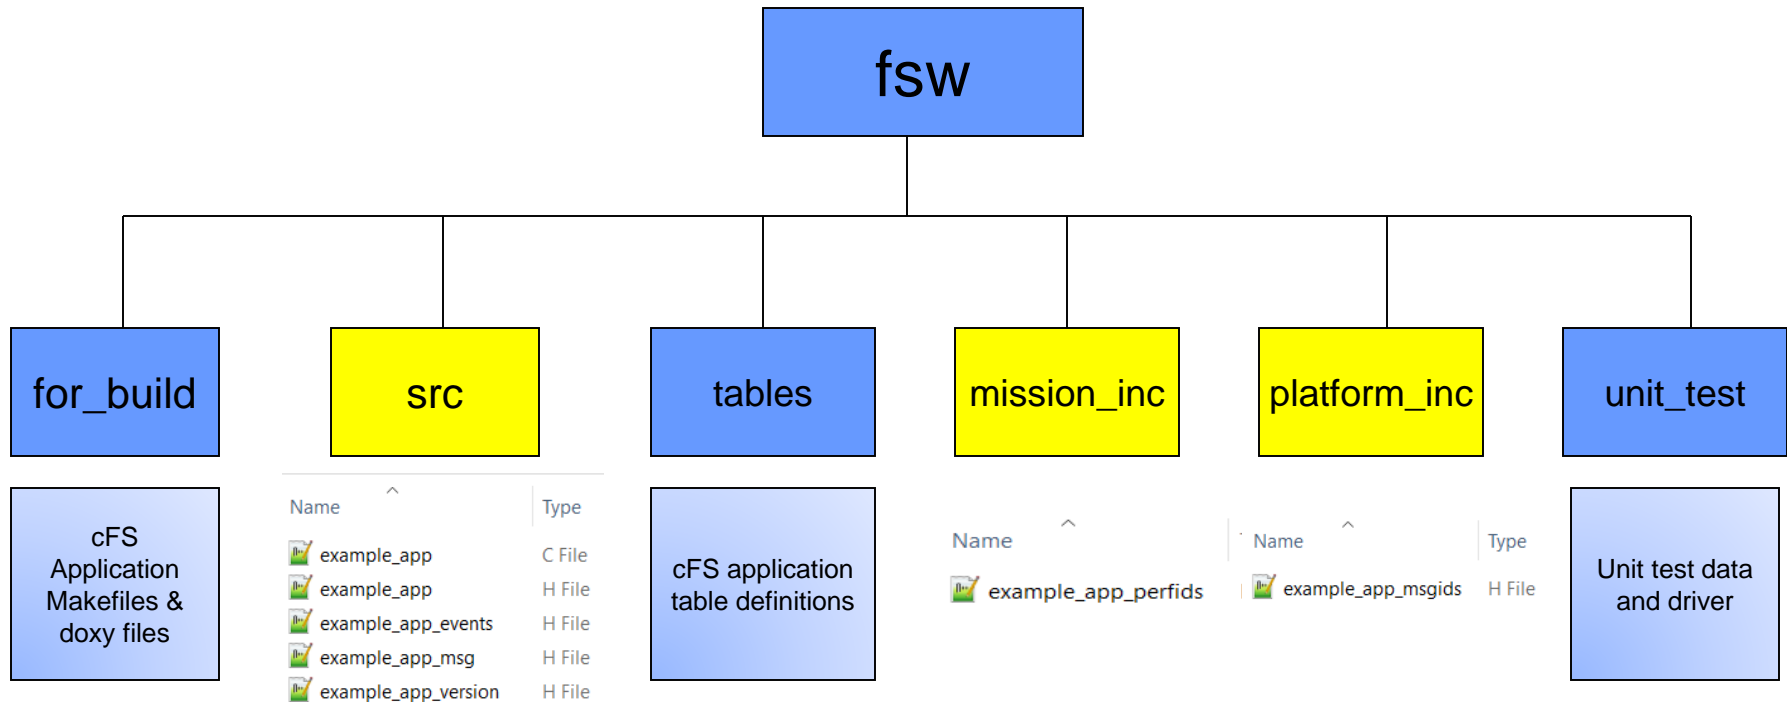 fsw
for_build
src
tables
mission_inc
platform_inc
unit_test
cFS
Application
Makefiles &
doxy files
Name Type
example_app C File
example_app H File
example_app_events H File
example_app_msg H File
example_app_version H File
cFS application
table definitions
Name
example_app_perfids
Name Type
example_app_msgids H File
Unit test data
and driver